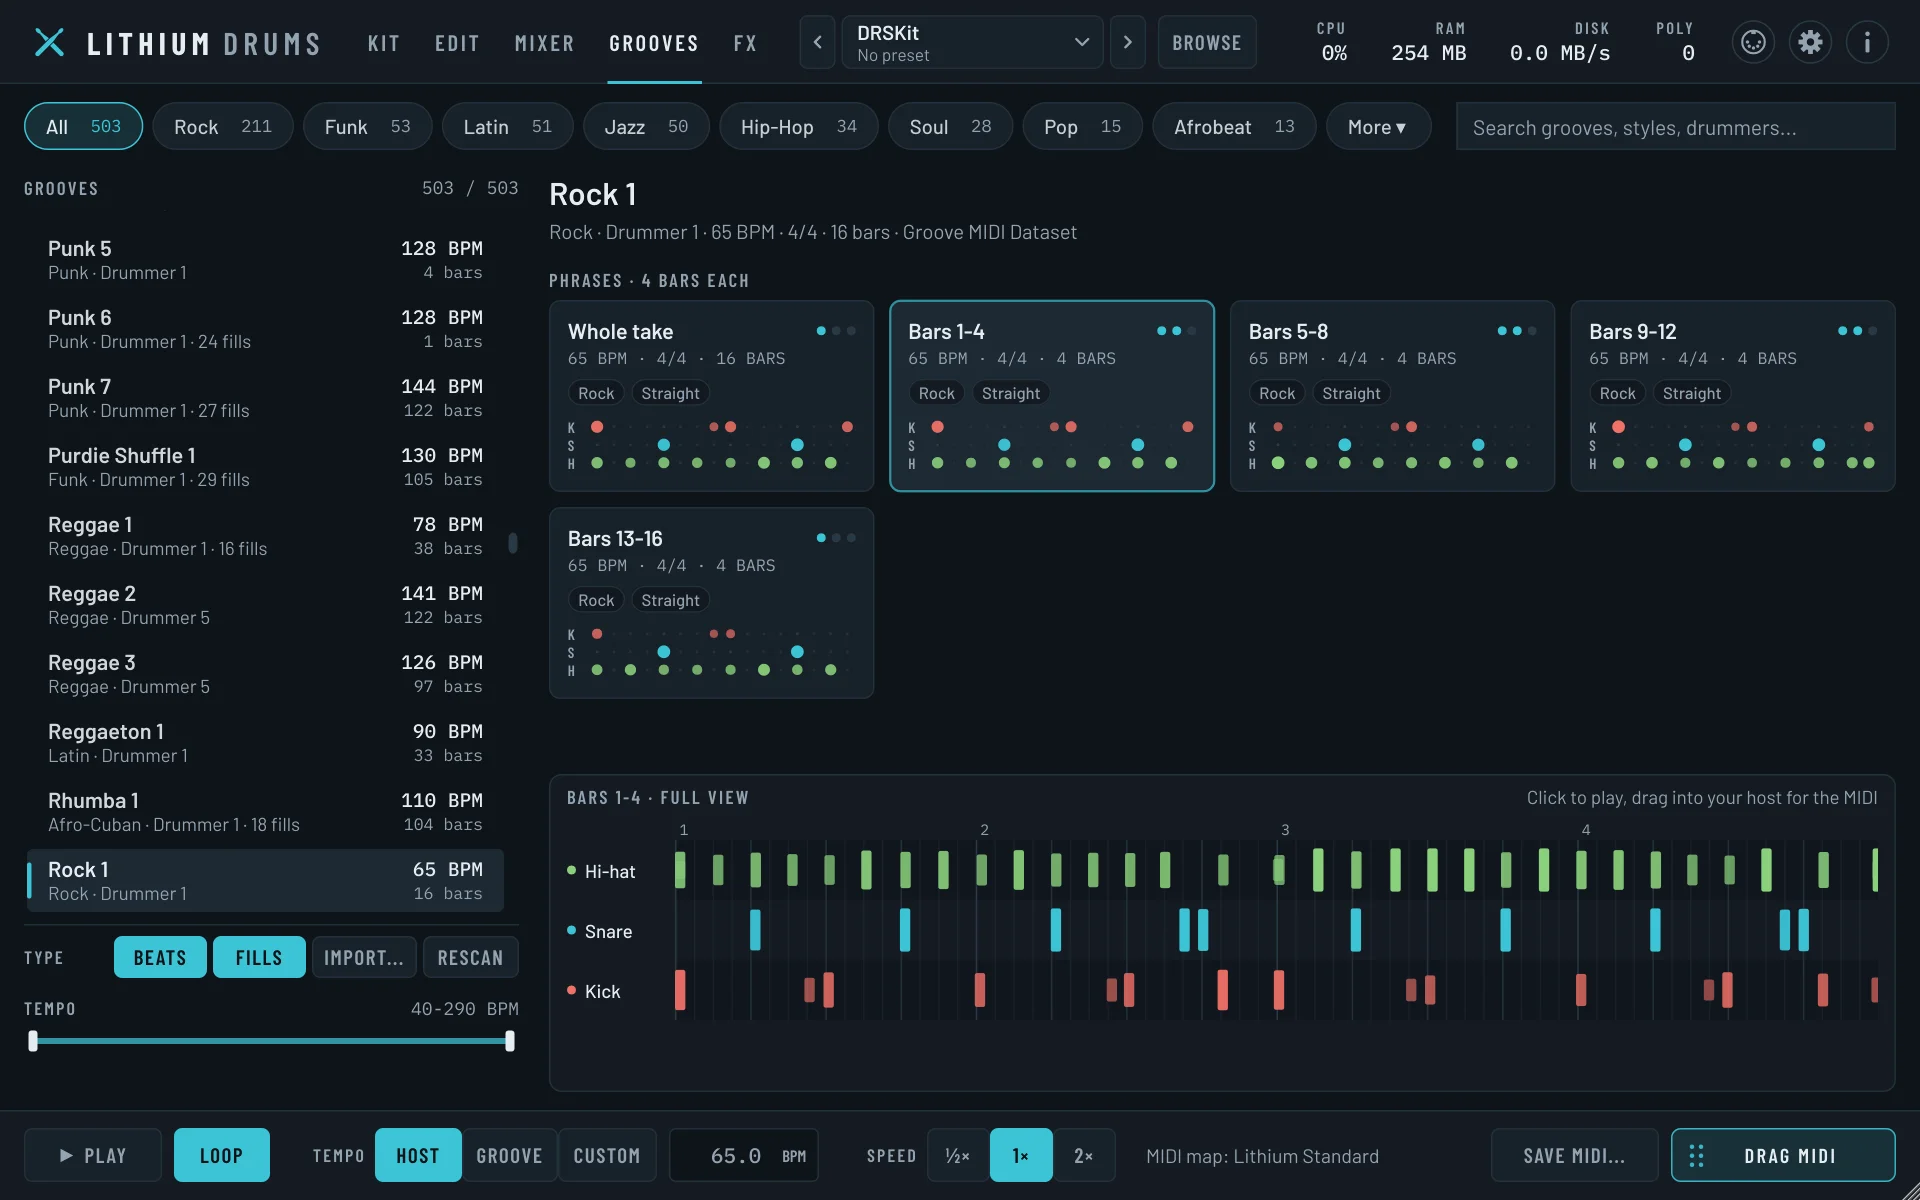 LITHIUM DRUMS
KIT EDIT MIXER GROOVES FX
DRSKit
No preset
BROWSE
CPU 0%
RAM 254 MB
DISK 0.0 MB/s
POLY 0
All 503
Rock 211
Funk 53
Latin 51
Jazz 50
Hip-Hop 34
Soul 28
Pop 15
Afrobeat 13
More ▾
Search grooves, styles, drummers...
GROOVES 503 / 503
Punk 5 128 BPM
Punk · Drummer 1 4 bars
Punk 6 128 BPM
Punk · Drummer 1 · 24 fills 1 bars
Punk 7 144 BPM
Punk · Drummer 1 · 27 fills 122 bars
Purdie Shuffle 1 130 BPM
Funk · Drummer 1 · 29 fills 105 bars
Reggae 1 78 BPM
Reggae · Drummer 1 · 16 fills 38 bars
Reggae 2 141 BPM
Reggae · Drummer 5 122 bars
Reggae 3 126 BPM
Reggae · Drummer 5 97 bars
Reggaeton 1 90 BPM
Latin · Drummer 1 33 bars
Rhumba 1 110 BPM
Afro-Cuban · Drummer 1 · 18 fills 104 bars
Rock 1 65 BPM
Rock · Drummer 1 16 bars
TYPE BEATS FILLS IMPORT... RESCAN
TEMPO 40-290 BPM
Rock 1
Rock · Drummer 1 · 65 BPM · 4/4 · 16 bars · Groove MIDI Dataset
PHRASES · 4 BARS EACH
Whole take
65 BPM · 4/4 · 16 BARS
Rock Straight
K
S
H
Bars 1-4
65 BPM · 4/4 · 4 BARS
Rock Straight
K
S
H
Bars 5-8
65 BPM · 4/4 · 4 BARS
Rock Straight
K
S
H
Bars 9-12
65 BPM · 4/4 · 4 BARS
Rock Straight
K
S
H
Bars 13-16
65 BPM · 4/4 · 4 BARS
Rock Straight
K
S
H
BARS 1-4 · FULL VIEW Click to play, drag into your host for the MIDI
1 2 3 4
Hi-hat
Snare
Kick
PLAY LOOP TEMPO HOST GROOVE CUSTOM 65.0 BPM SPEED ½× 1× 2× MIDI map: Lithium Standard SAVE MIDI... DRAG MIDI